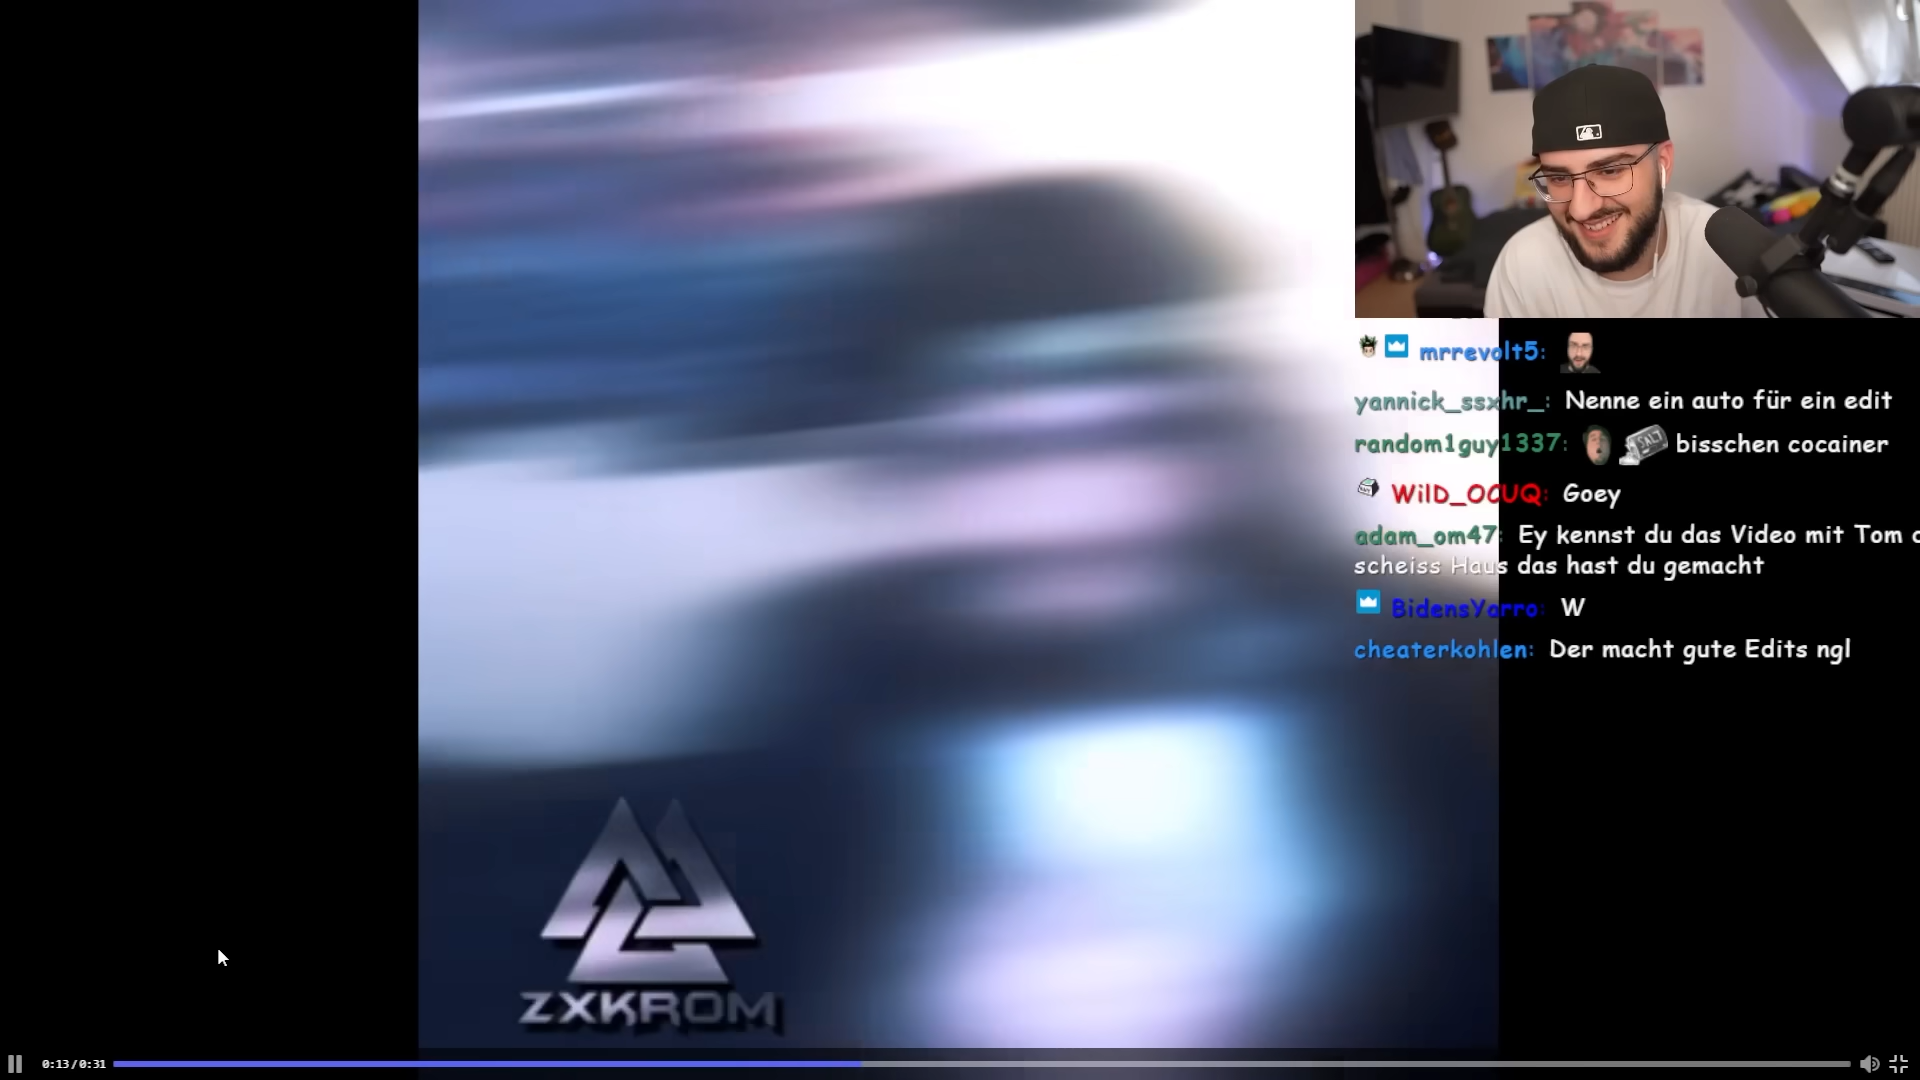 mrrevolt5:
yannick_ssxhr_: Nenne ein auto für ein edit
random1guy1337: SALT bisschen cocainer
WilD_OCUQ: Goey
adam_om47: Ey kennst du das Video mit Tom
scheiss Haus das hast du gemacht
BidensYarro: W
cheaterkohlen: Der macht gute Edits ngl
ZXKROM
0:13/0:31